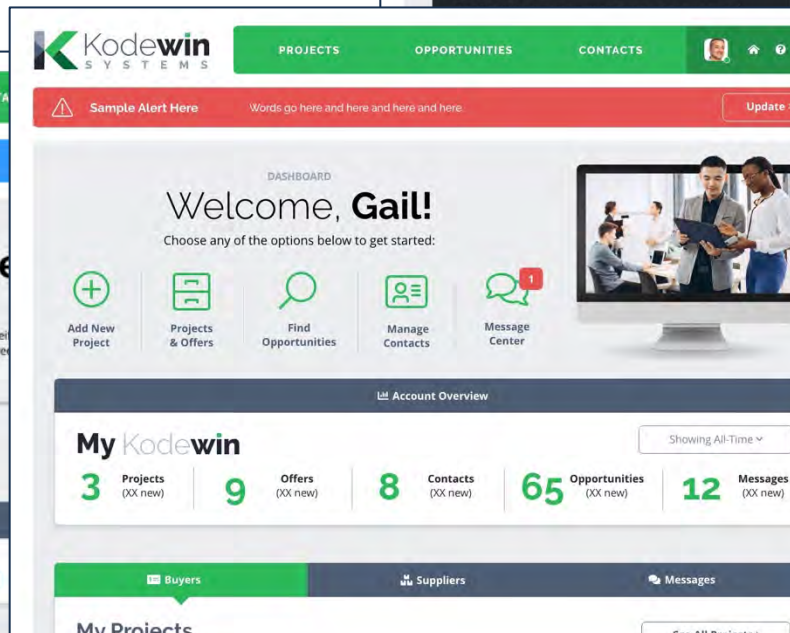 Kodewin
SYSTEMS
PROJECTS OPPORTUNITIES CONTACTS
Sample Alert Here Words go here and here and here and here. Update
DASHBOARD
Welcome, Gail!
Choose any of the options below to get started:
1
Add New Project
Projects & Offers
Find Opportunities
Manage Contacts
Message Center
Account Overview
My Kodewin Showing All-Time
3 Projects (XX new)
9 Offers (XX new)
8 Contacts (XX new)
65 Opportunities (XX new)
12 Messages (XX new)
Buyers Suppliers Messages
My Projects